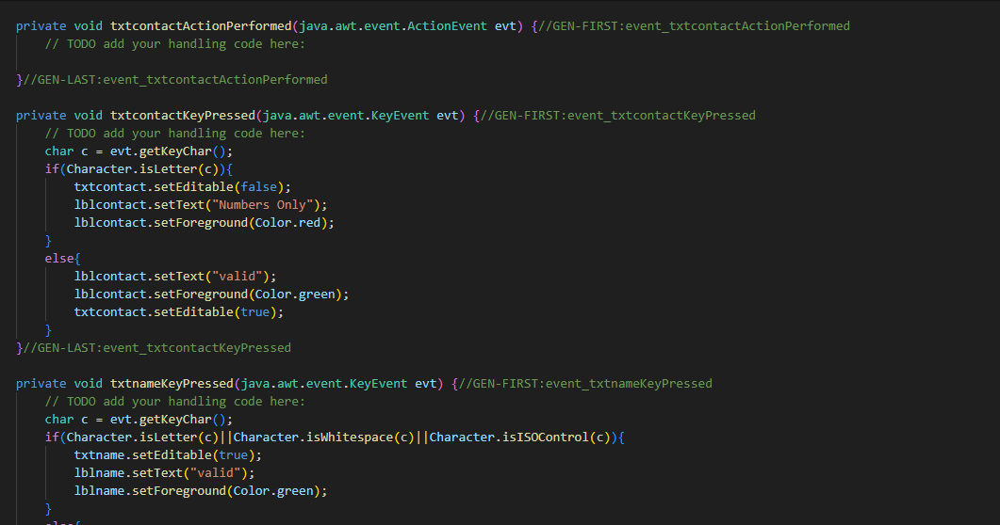 private void txtcontactActionPerformed(java.awt.event.ActionEvent evt) {//GEN-FIRST:event_txtcontactActionPerformed
    // TODO add your handling code here:

}//GEN-LAST:event_txtcontactActionPerformed

private void txtcontactKeyPressed(java.awt.event.KeyEvent evt) {//GEN-FIRST:event_txtcontactKeyPressed
    // TODO add your handling code here:
    char c = evt.getKeyChar();
    if(Character.isLetter(c)){
        txtcontact.setEditable(false);
        lblcontact.setText("Numbers Only");
        lblcontact.setForeground(Color.red);
    }
    else{
        lblcontact.setText("valid");
        lblcontact.setForeground(Color.green);
        txtcontact.setEditable(true);
    }
}//GEN-LAST:event_txtcontactKeyPressed

private void txtnameKeyPressed(java.awt.event.KeyEvent evt) {//GEN-FIRST:event_txtnameKeyPressed
    // TODO add your handling code here:
    char c = evt.getKeyChar();
    if(Character.isLetter(c)||Character.isWhitespace(c)||Character.isISOControl(c)){
        txtname.setEditable(true);
        lblname.setText("valid");
        lblname.setForeground(Color.green);
    }
    else{